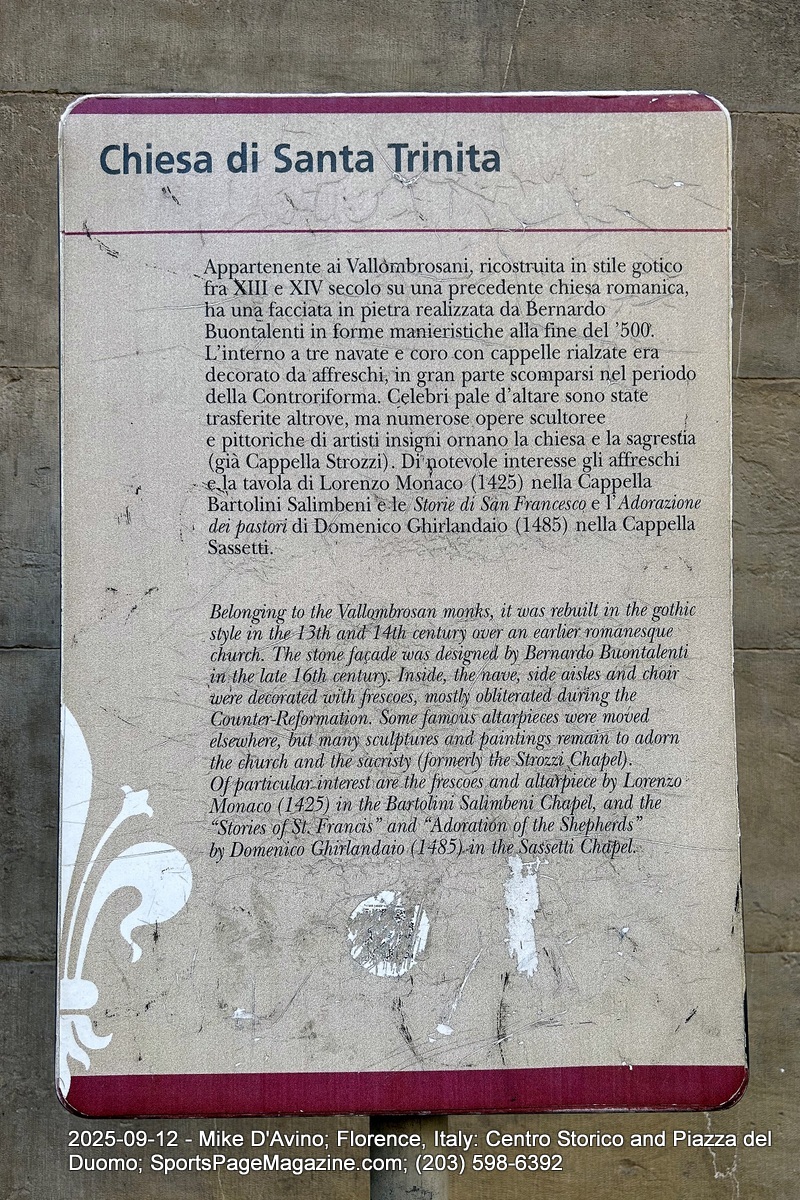 Chiesa di Santa Trinita
Appartenente ai Vallombrosani, ricostruita in stile gotico
fra XIII e XIV secolo su una precedente chiesa romanica,
ha una facciata in pietra realizzata da Bernardo
Buontalenti in forme manieristiche alla fine del ’500.
L’interno a tre navate e coro con cappelle rialzate era
decorato da affreschi, in gran parte scomparsi nel periodo
della Controriforma. Celebri pale d’altare sono state
trasferite altrove, ma numerose opere scultoree
e pittoriche di artisti insigni ornano la chiesa e la sagrestia
(già Cappella Strozzi). Di notevole interesse gli affreschi
e la tavola di Lorenzo Monaco (1425) nella Cappella
Bartolini Salimbeni e le Storie di San Francesco e l’Adorazione
dei pastori di Domenico Ghirlandaio (1485) nella Cappella
Sassetti.
Belonging to the Vallombrosan monks, it was rebuilt in the gothic
style in the 13th and 14th century over an earlier romanesque
church. The stone façade was designed by Bernardo Buontalenti
in the late 16th century. Inside, the nave, side aisles and choir
were decorated with frescoes, mostly obliterated during the
Counter-Reformation. Some famous altarpieces were moved
elsewhere, but many sculptures and paintings remain to adorn
the church and the sacristy (formerly the Strozzi Chapel).
Of particular interest are the frescoes and altarpiece by Lorenzo
Monaco (1425) in the Bartolini Salimbeni Chapel, and the
“Stories of St. Francis” and “Adoration of the Shepherds”
by Domenico Ghirlandaio (1485) in the Sassetti Chapel.
2025-09-12 - Mike D'Avino; Florence, Italy: Centro Storico and Piazza del
Duomo; SportsPageMagazine.com; (203) 598-6392